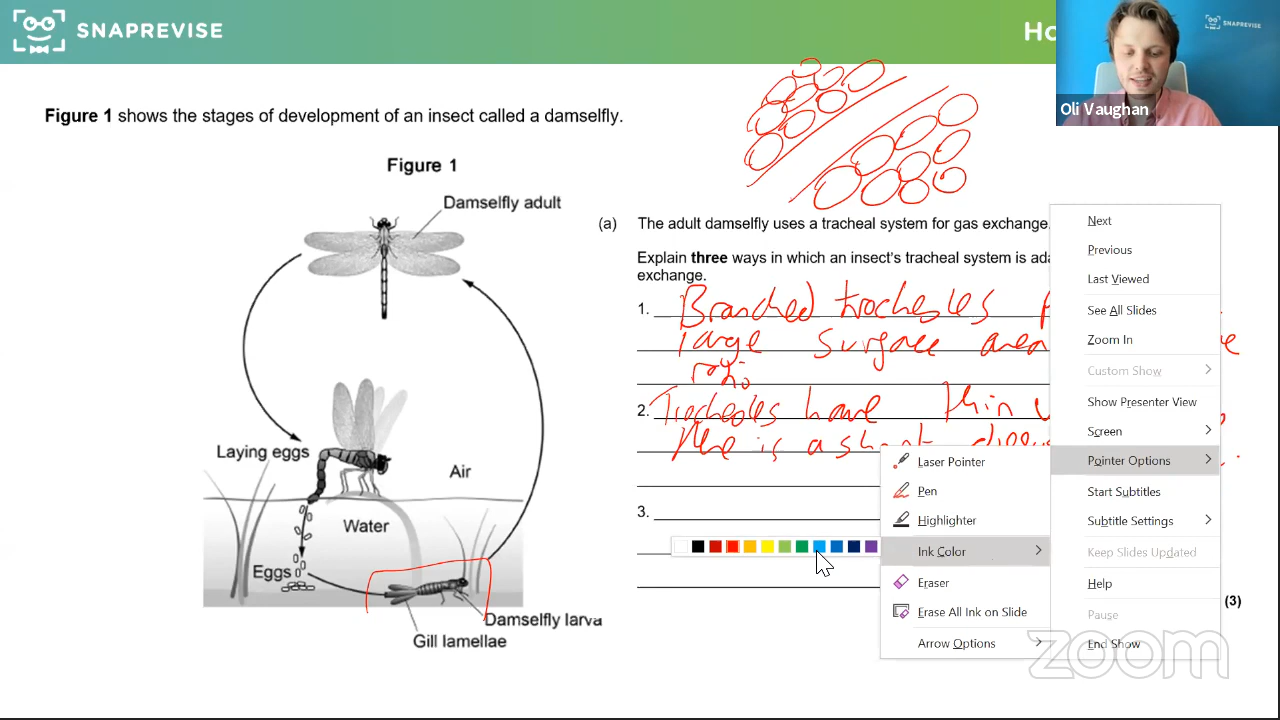 SNAPREVISE
Ho
SNAPREVISE
Oli Vaughan
Figure 1 shows the stages of development of an insect called a damselfly.
Figure 1
Damselfly adult
Laying eggs
Air
Water
Eggs
Damselfly larva
Gill lamellae
(a) The adult damselfly uses a tracheal system for gas exchange.
Explain three ways in which an insect's tracheal system is ada
exchange.
1. Branched tracheoles
large surface area
ratio
2. Tracheoles have thin
there is a short
3.
(3)
Next
Previous
Last Viewed
See All Slides
Zoom In
Custom Show
Show Presenter View
Screen
Pointer Options
Start Subtitles
Subtitle Settings
Keep Slides Updated
Help
Pause
End Show
Laser Pointer
Pen
Highlighter
Ink Color
Eraser
Erase All Ink on Slide
Arrow Options
zoom